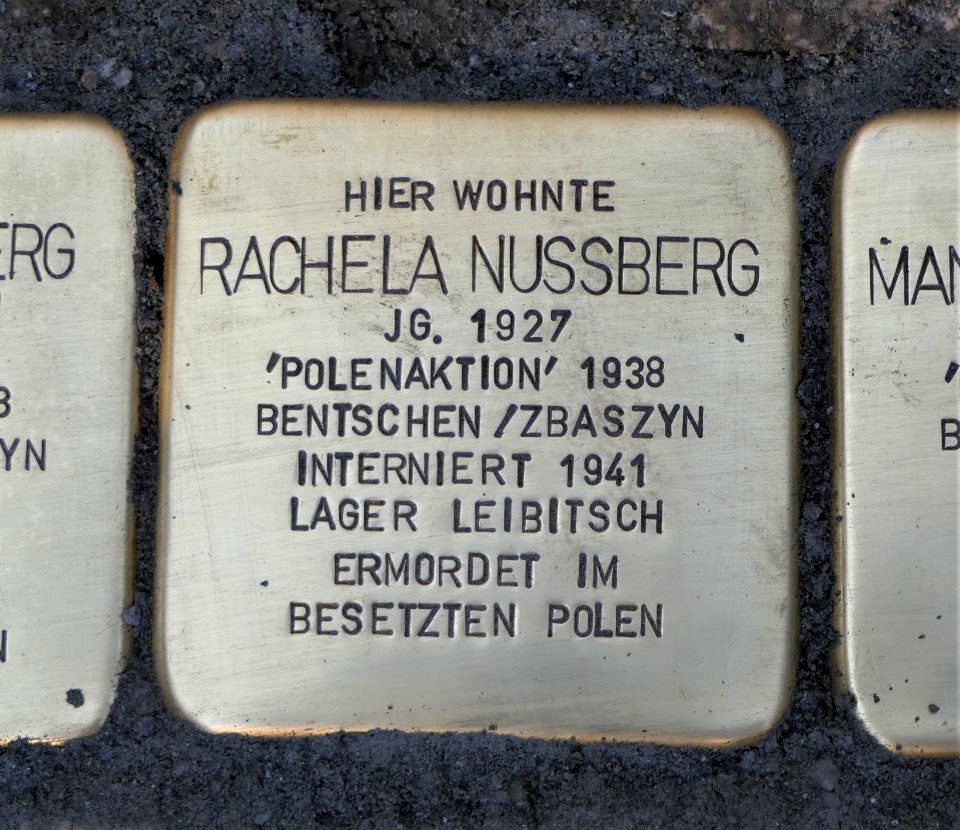 HIER WOHNTE
RACHELA NUSSBERG
JG. 1927
'POLENAKTION' 1938
BENTSCHEN/ZBASZYN
INTERNIERT 1941
LAGER LEIBITSCH
ERMORDET IM
BESETZTEN POLEN